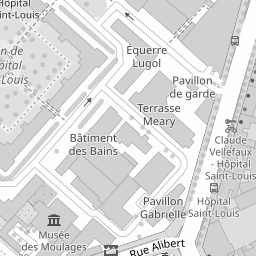 Hôpital
Saint-Louis
on de
pital
Louis
Équerre
Lugol
Pavillon
de garde
Terrasse
Meary
Bâtiment
des Bains
Claude
Vellefaux
- Hôpital
Saint-Louis
Hôpital
Saint-Louis
Pavillon
Gabrielle
Musée
des Moulages
Rue Alibert